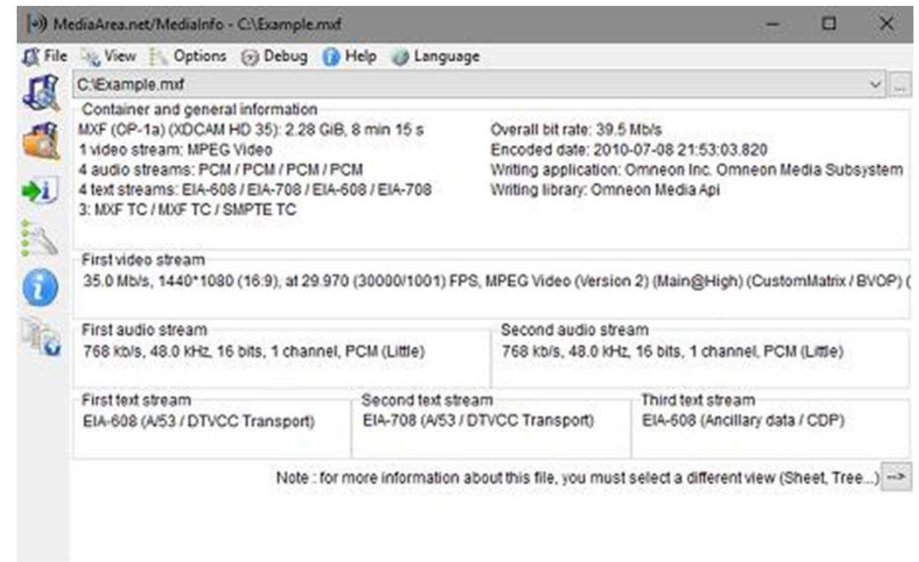 MediaArea.net/MediaInfo - C:\Example.mxf
File View Options Debug Help Language
C:\Example.mxf
Container and general information
MXF (OP-1a) (XDCAM HD 35): 2.28 GiB, 8 min 15 s
1 video stream: MPEG Video
4 audio streams: PCM / PCM / PCM / PCM
4 text streams: EIA-608 / EIA-708 / EIA-608 / EIA-708
3: MXF TC / MXF TC / SMPTE TC
Overall bit rate: 39.5 Mb/s
Encoded date: 2010-07-08 21:53:03.820
Writing application: Omneon Inc. Omneon Media Subsystem
Writing library: Omneon Media Api
First video stream
35.0 Mb/s, 1440*1080 (16:9), at 29.970 (30000/1001) FPS, MPEG Video (Version 2) (Main@High) (CustomMatrix / BVOP) (
First audio stream
768 kb/s, 48.0 kHz, 16 bits, 1 channel, PCM (Little)
Second audio stream
768 kb/s, 48.0 kHz, 16 bits, 1 channel, PCM (Little)
First text stream
EIA-608 (A/53 / DTVCC Transport)
Second text stream
EIA-708 (A/53 / DTVCC Transport)
Third text stream
EIA-608 (Ancillary data / CDP)
Note : for more information about this file, you must select a different view (Sheet, Tree...) -->